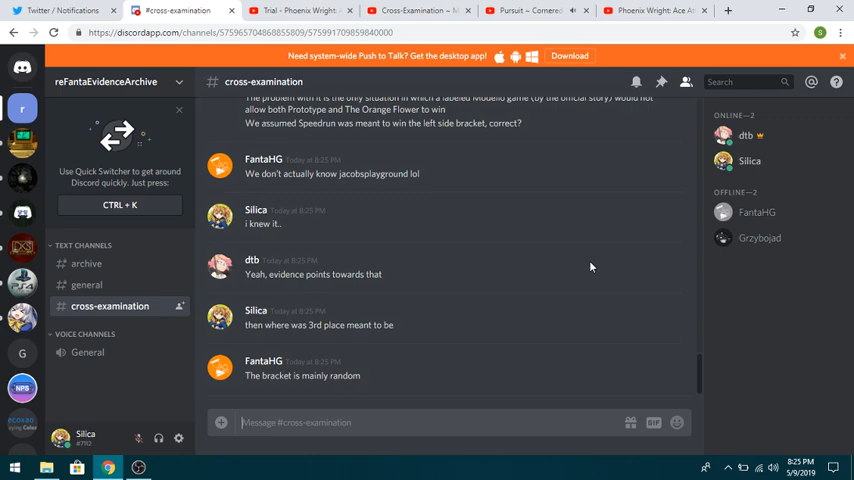 Twitter / Notifications
#cross-examination
Trial - Phoenix Wright:
Cross-Examination ~
Pursuit ~ Cornered
Phoenix Wright: Ace At
https://discordapp.com/channels/575965704868855809/575991709859840000
Need system-wide Push to Talk? Get the desktop app!
Download
reFantaEvidenceArchive
# cross-examination
Search
Use Quick Switcher to get around
Discord quickly. Just press:
CTRL + K
TEXT CHANNELS
# archive
# general
# cross-examination
VOICE CHANNELS
General
G
NPS
Silica
#7112
The problem with it is the only situation in which a labeled Modello game (by the official story) would not
allow both Prototype and The Orange Flower to win
We assumed Speedrun was meant to win the left side bracket, correct?
FantaHG Today at 8:25 PM
We don't actually know jacobsplayground lol
Silica Today at 8:25 PM
i knew it..
dtb Today at 8:25 PM
Yeah, evidence points towards that
Silica Today at 8:25 PM
then where was 3rd place meant to be
FantaHG Today at 8:25 PM
The bracket is mainly random
Message #cross-examination
GIF
ONLINE—2
dtb
Silica
OFFLINE—2
FantaHG
Grzybojad
8:25 PM
5/9/2019